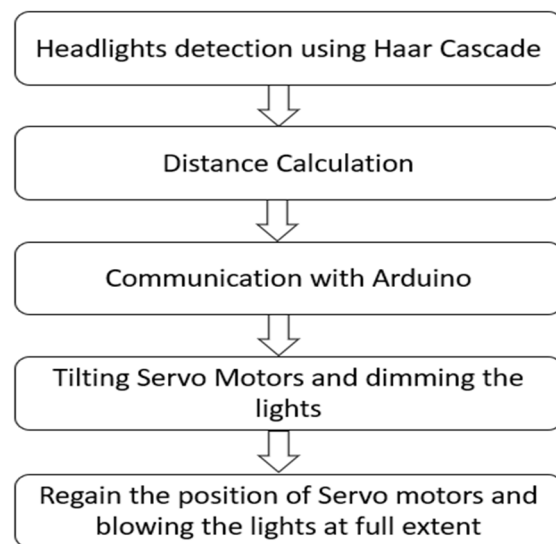 Headlights detection using Haar Cascade
Distance Calculation
Communication with Arduino
Tilting Servo Motors and dimming the
lights
Regain the position of Servo motors and
blowing the lights at full extent